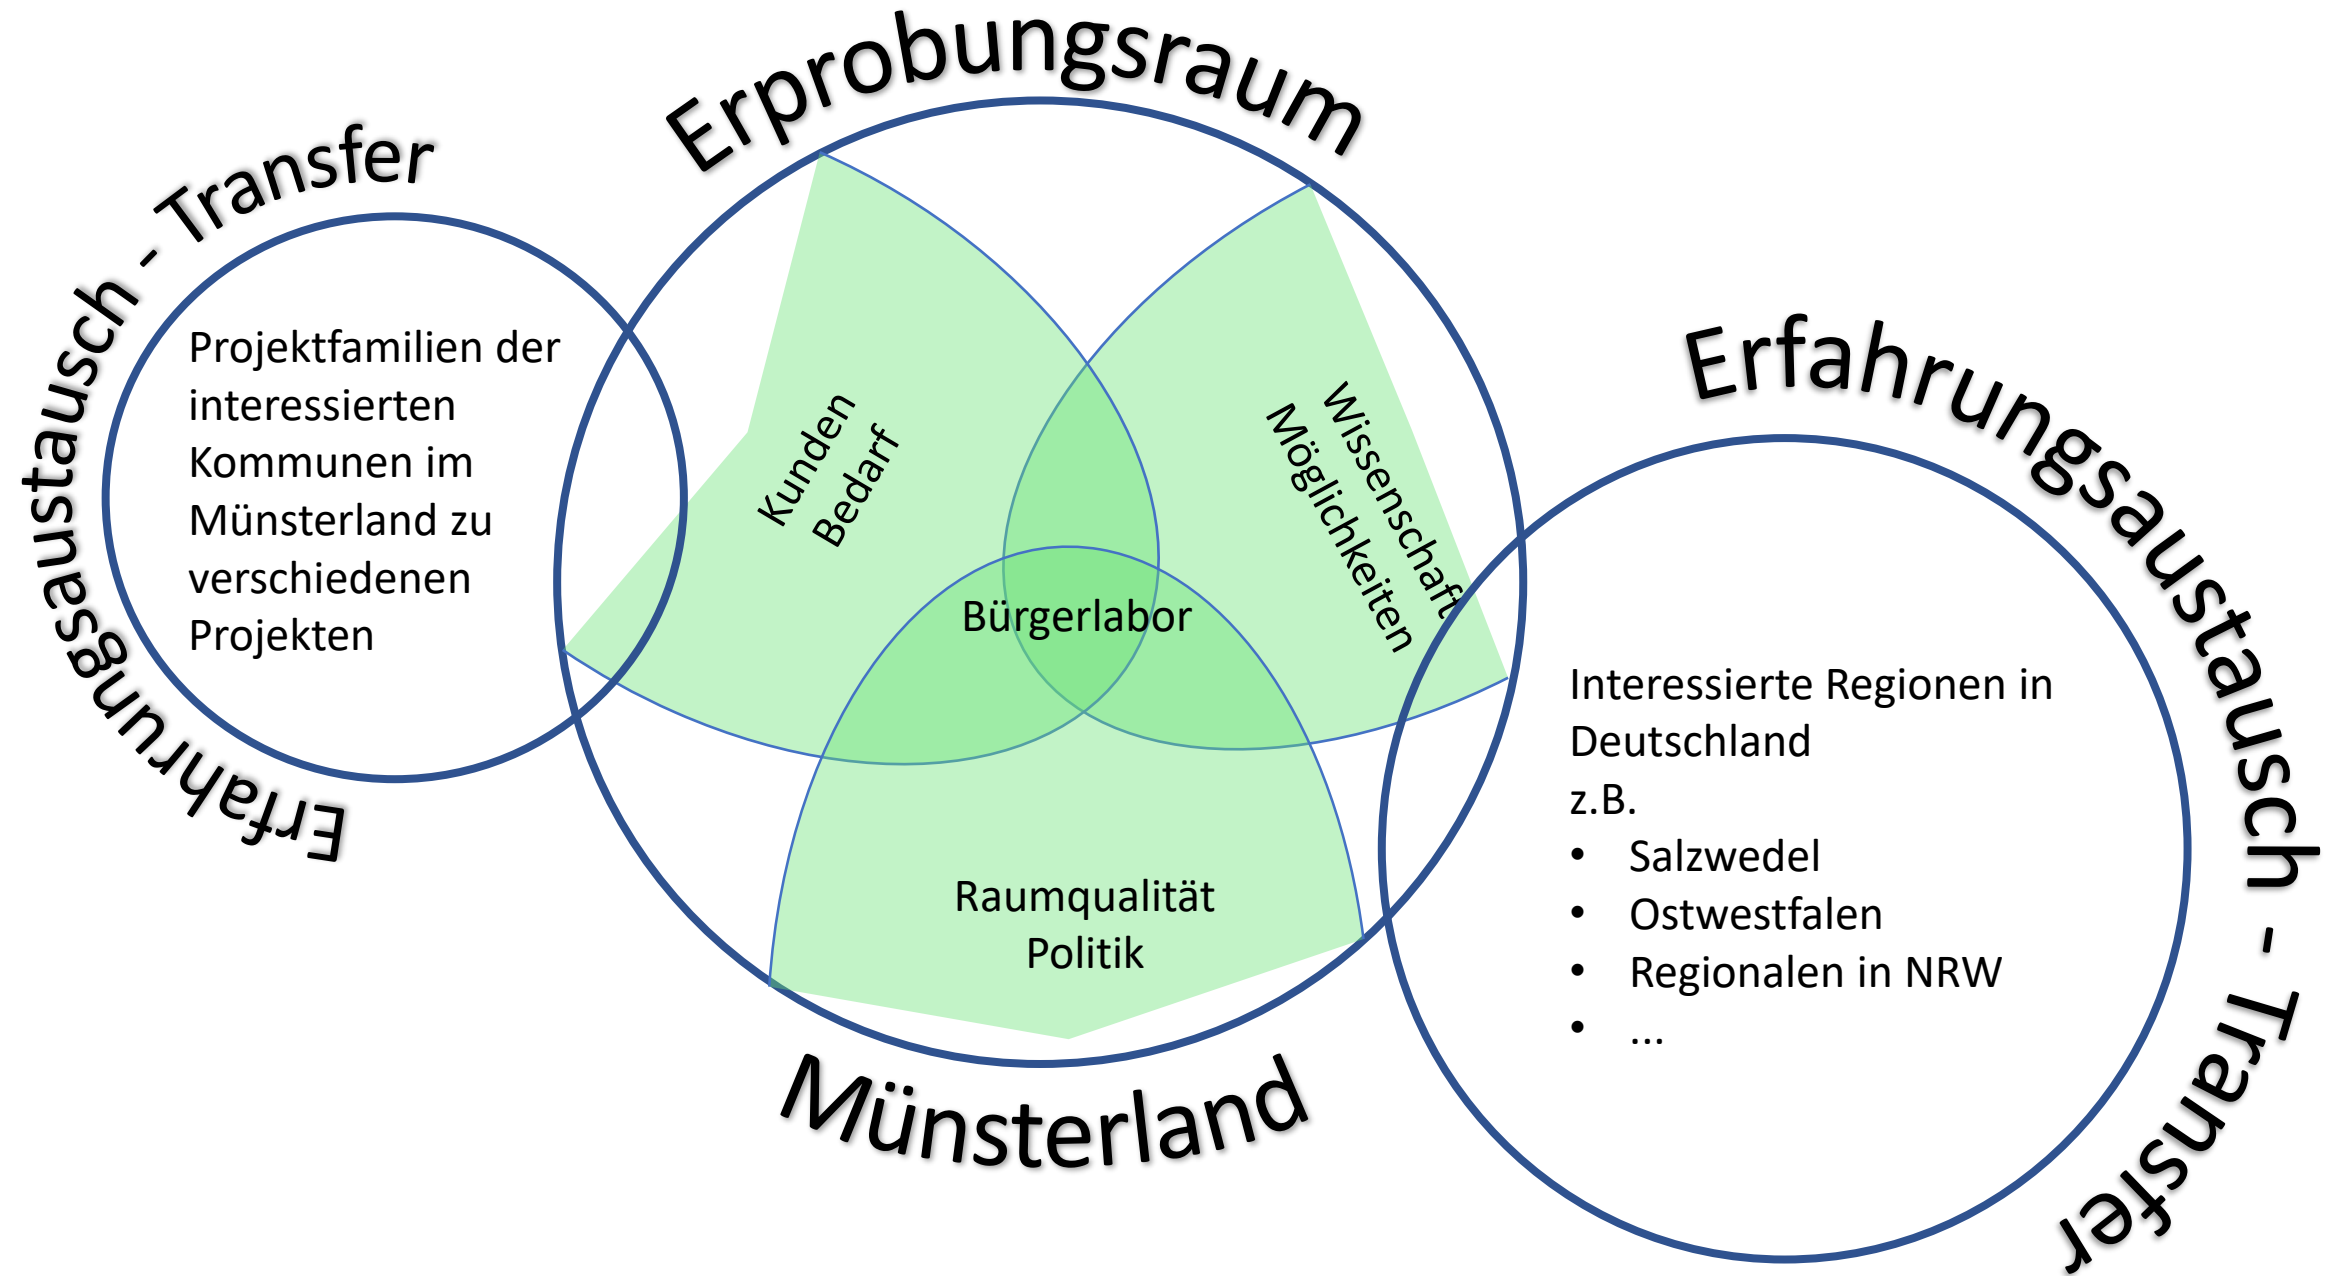 Erfahrungsaustausch - Transfer
Projektfamilien der
interessierten
Kommunen im
Münsterland zu
verschiedenen
Projekten
Erprobungsraum
Kunden
Bedarf
Wissenschaft
Möglichkeiten
Bürgerlabor
Raumqualität
Politik
Münsterland
Erfahrungsaustausch - Transfer
Interessierte Regionen in
Deutschland
z.B.
• Salzwedel
• Ostwestfalen
• Regionalen in NRW
• ...